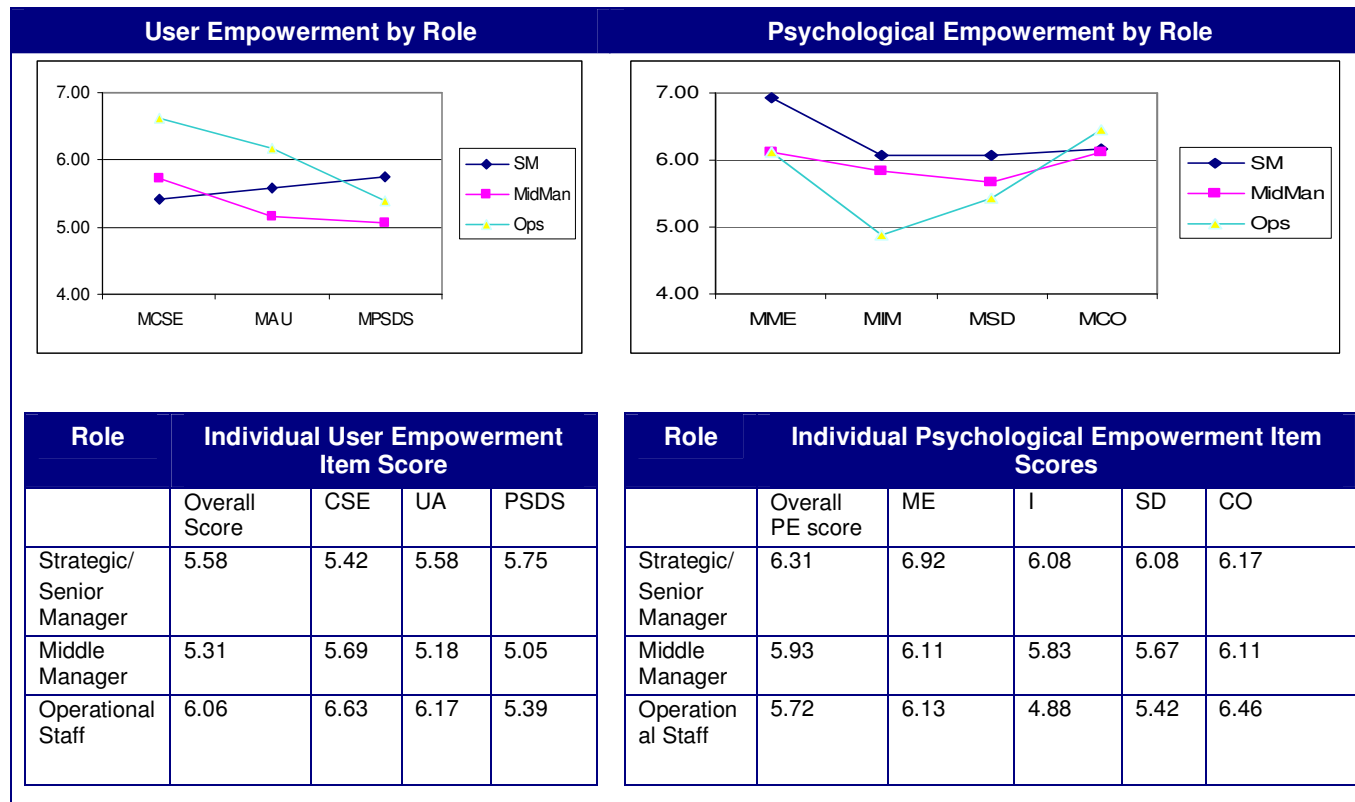 User Empowerment by Role
Psychological Empowerment by Role
7.00
6.00
5.00
4.00
MCSE MAU MPSDS
SM
MidMan
Ops
7.00
6.00
5.00
4.00
MME MIM MSD MCO
SM
MidMan
Ops
Role Individual User Empowerment
Item Score
Overall CSE UA PSDS
Score
Strategic/ 5.58 5.42 5.58 5.75
Senior
Manager
Middle 5.31 5.69 5.18 5.05
Manager
Operational 6.06 6.63 6.17 5.39
Staff
Role Individual Psychological Empowerment Item
Scores
Overall ME I SD CO
PE score
Strategic/ 6.31 6.92 6.08 6.08 6.17
Senior
Manager
Middle 5.93 6.11 5.83 5.67 6.11
Manager
Operation 5.72 6.13 4.88 5.42 6.46
al Staff